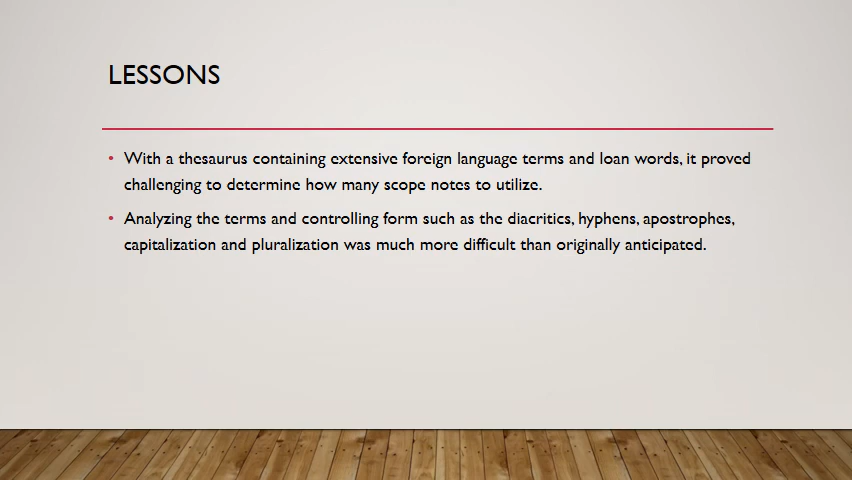 LESSONS
• With a thesaurus containing extensive foreign language terms and loan words, it proved
challenging to determine how many scope notes to utilize.
• Analyzing the terms and controlling form such as the diacritics, hyphens, apostrophes,
capitalization and pluralization was much more difficult than originally anticipated.